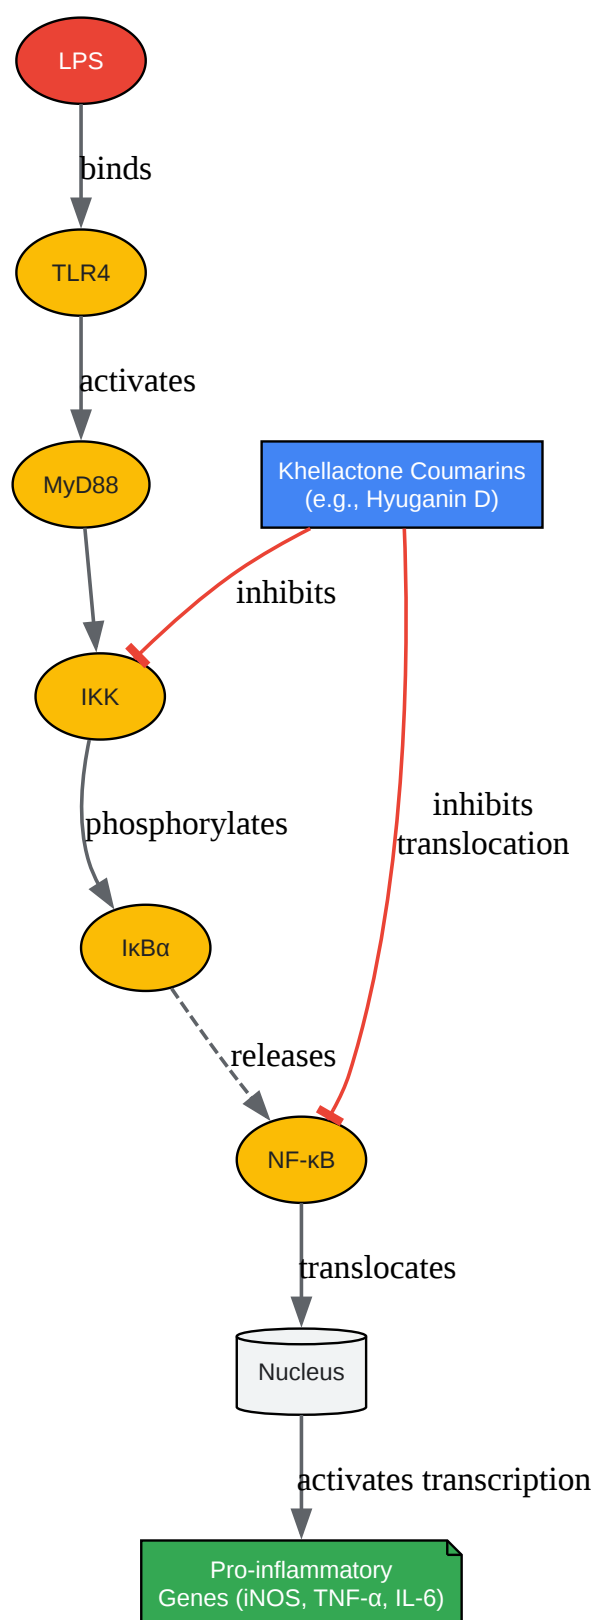 LPS
binds
TLR4
activates
MyD88
Khellactone Coumarins
(e.g., Hyuganin D)
inhibits
IKK
inhibits
translocation
phosphorylates
IκBα
releases
NF-κB
translocates
Nucleus
activates transcription
Pro-inflammatory
Genes (iNOS, TNF-α, IL-6)